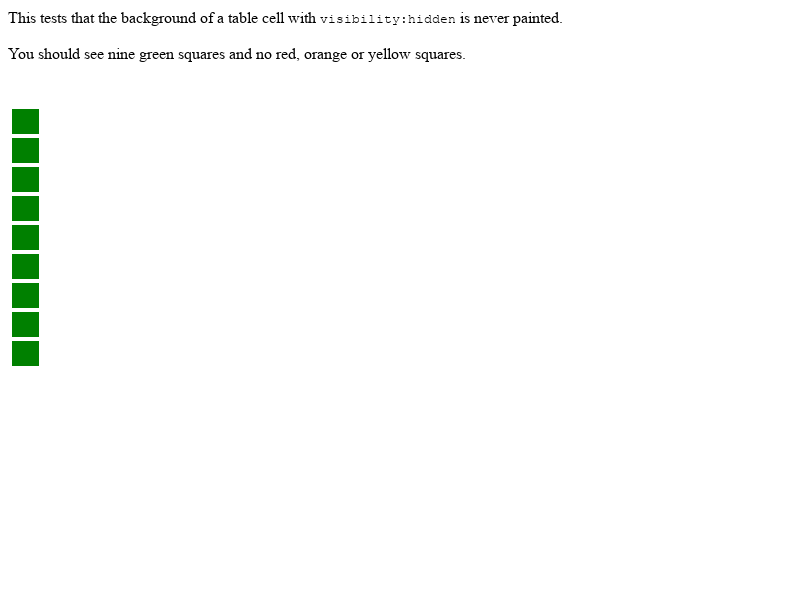 This tests that the background of a table cell with visibility:hidden is never painted.
You should see nine green squares and no red, orange or yellow squares.